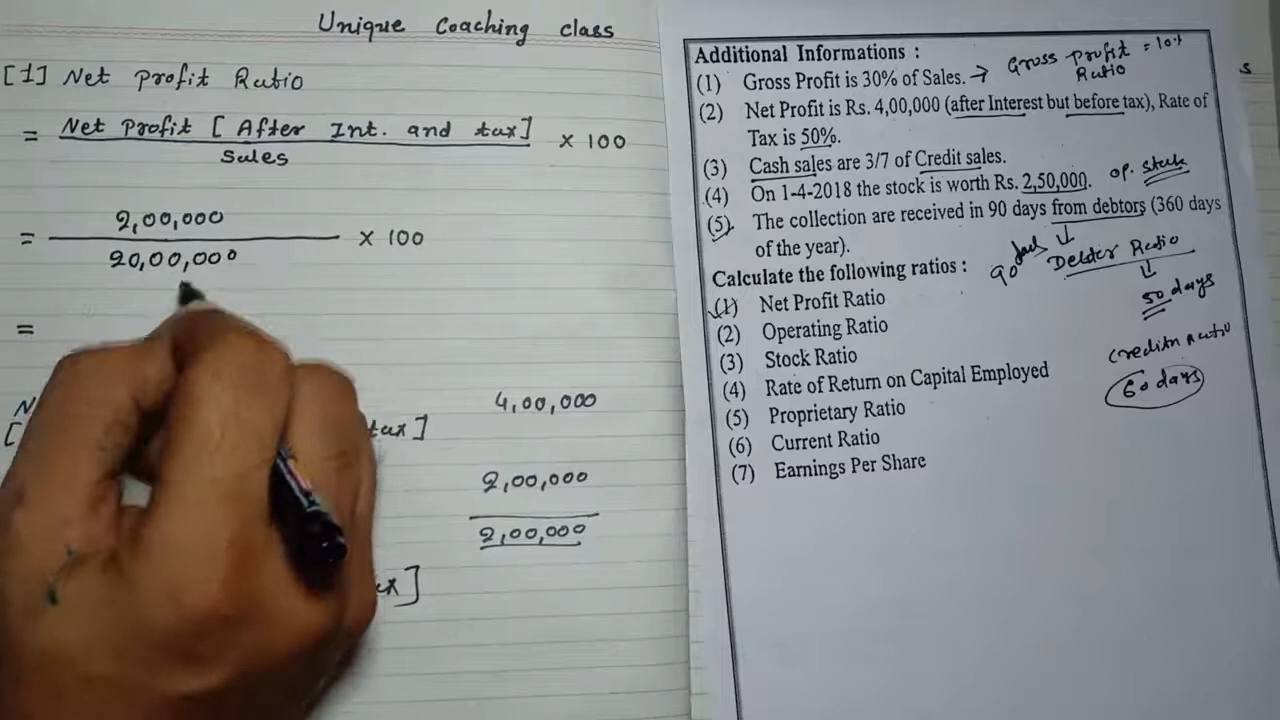 Unique Coaching class
[1] Net Profit Ratio
= Net Profit [ After Int. and tax ] × 100
Sales
= 2,00,000 × 100
20,00,000
=
N
[ tax ] 4,00,000
2,00,000
2,00,000
]
Additional Informations :
(1) Gross Profit is 30% of Sales. → Gross Profit Ratio
(2) Net Profit is Rs. 4,00,000 (after Interest but before tax), Rate of
Tax is 50%.
(3) Cash sales are 3/7 of Credit sales.
(4) On 1-4-2018 the stock is worth Rs. 2,50,000. op. stock
(5) The collection are received in 90 days from debtors (360 days
of the year).
90 days Debtor Ratio
50 days
60 days
Calculate the following ratios :
(1) Net Profit Ratio
(2) Operating Ratio
(3) Stock Ratio
(4) Rate of Return on Capital Employed
(5) Proprietary Ratio
(6) Current Ratio
(7) Earnings Per Share
s